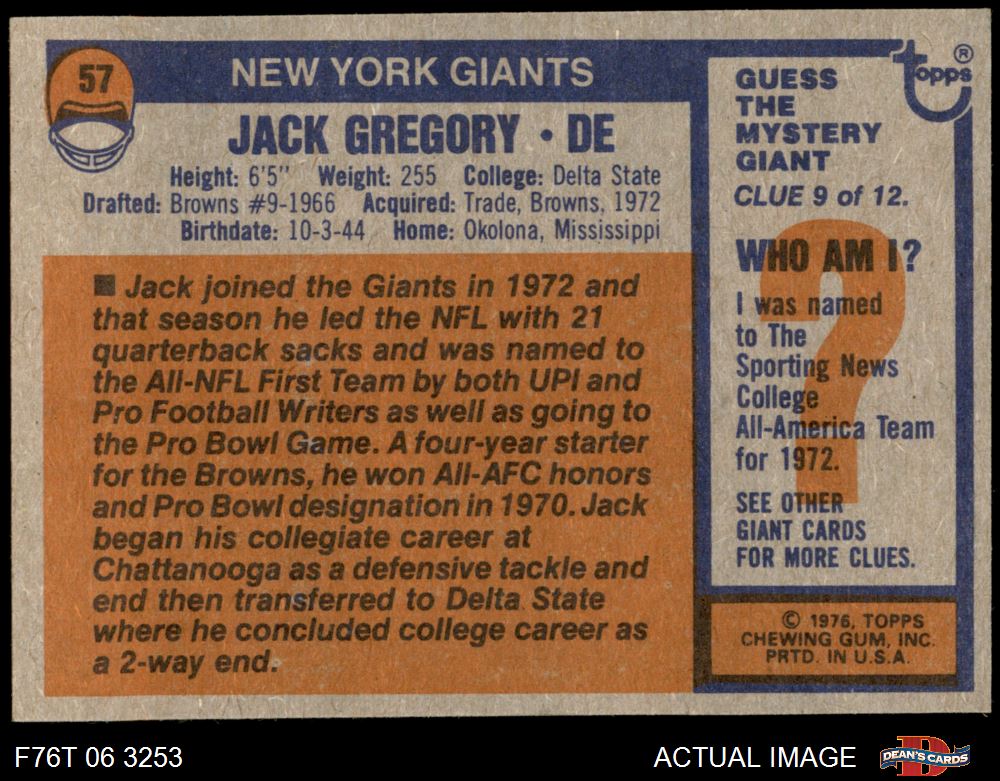 57
NEW YORK GIANTS
JACK GREGORY • DE
Height: 6'5" Weight: 255 College: Delta State
Drafted: Browns #9-1966 Acquired: Trade, Browns, 1972
Birthdate: 10-3-44 Home: Okolona, Mississippi
■ Jack joined the Giants in 1972 and
that season he led the NFL with 21
quarterback sacks and was named to
the All-NFL First Team by both UPI and
Pro Football Writers as well as going to
the Pro Bowl Game. A four-year starter
for the Browns, he won All-AFC honors
and Pro Bowl designation in 1970. Jack
began his collegiate career at
Chattanooga as a defensive tackle and
end then transferred to Delta State
where he concluded college career as
a 2-way end.
topps®
GUESS
THE
MYSTERY
GIANT
CLUE 9 of 12.
?
WHO AM I?
I was named
to The
Sporting News
College
All-America Team
for 1972.
SEE OTHER
GIANT CARDS
FOR MORE CLUES.
© 1976, TOPPS
CHEWING GUM, INC.
PRTD. IN U.S.A.
F76T 06 3253
ACTUAL IMAGE
D
DEAN'S CARDS